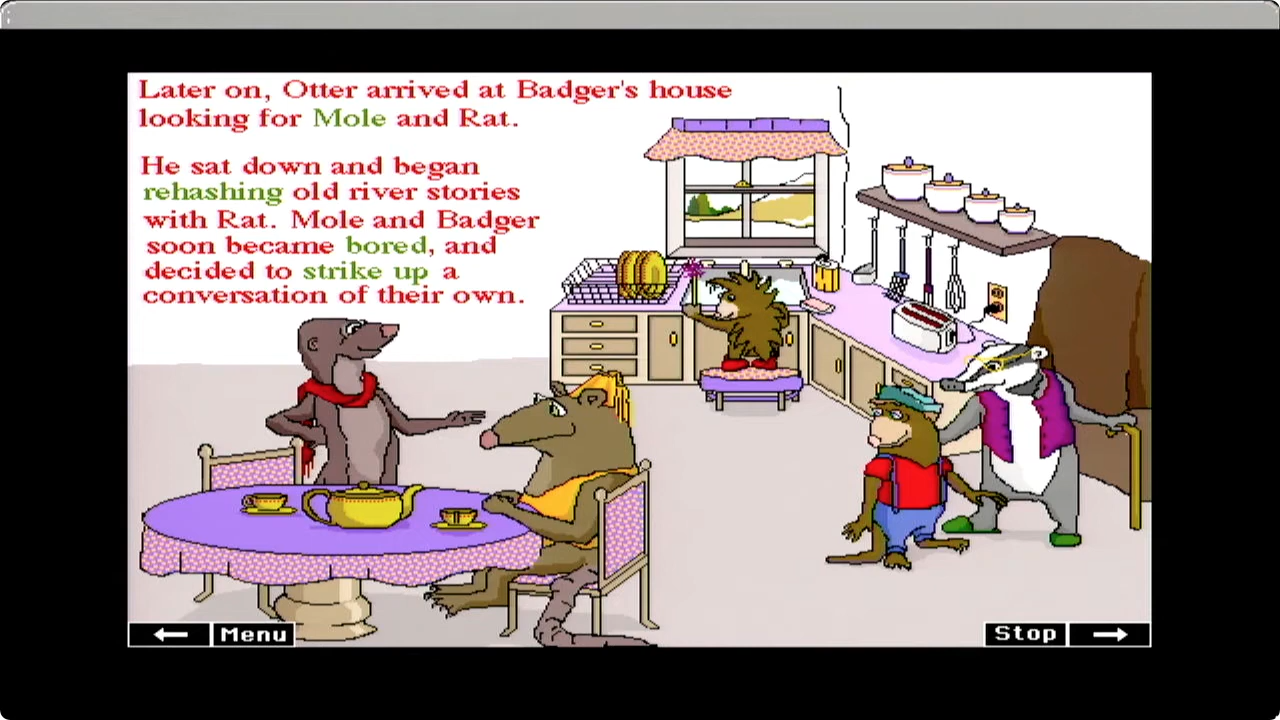 Later on, Otter arrived at Badger's house
looking for Mole and Rat.
He sat down and began
rehashing old river stories
with Rat. Mole and Badger
soon became bored, and
decided to strike up a
conversation of their own.
Menu
Stop